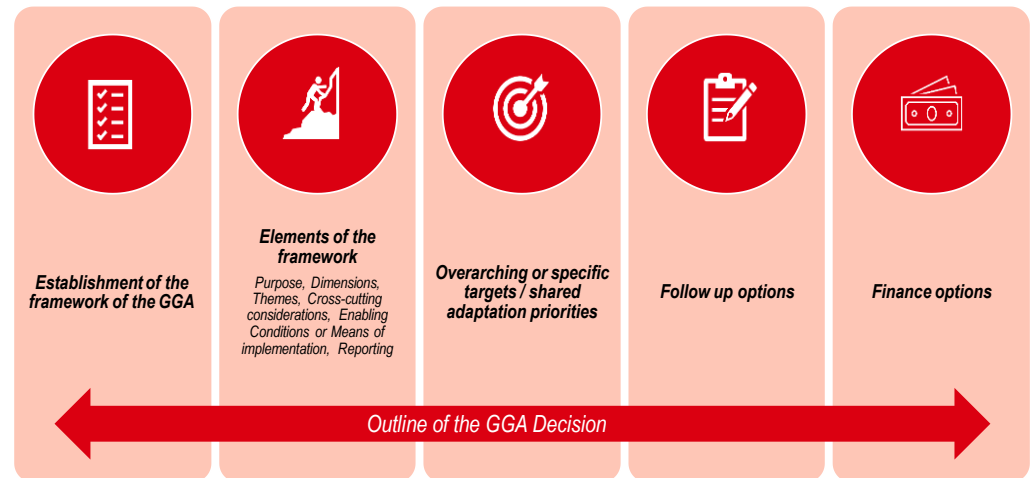 Establishment of the
framework of the GGA
Elements of the
framework
Purpose, Dimensions,
Themes, Cross-cutting
considerations, Enabling
Conditions or Means of
implementation, Reporting
Overarching or specific
targets / shared
adaptation priorities
Follow up options
Finance options
Outline of the GGA Decision